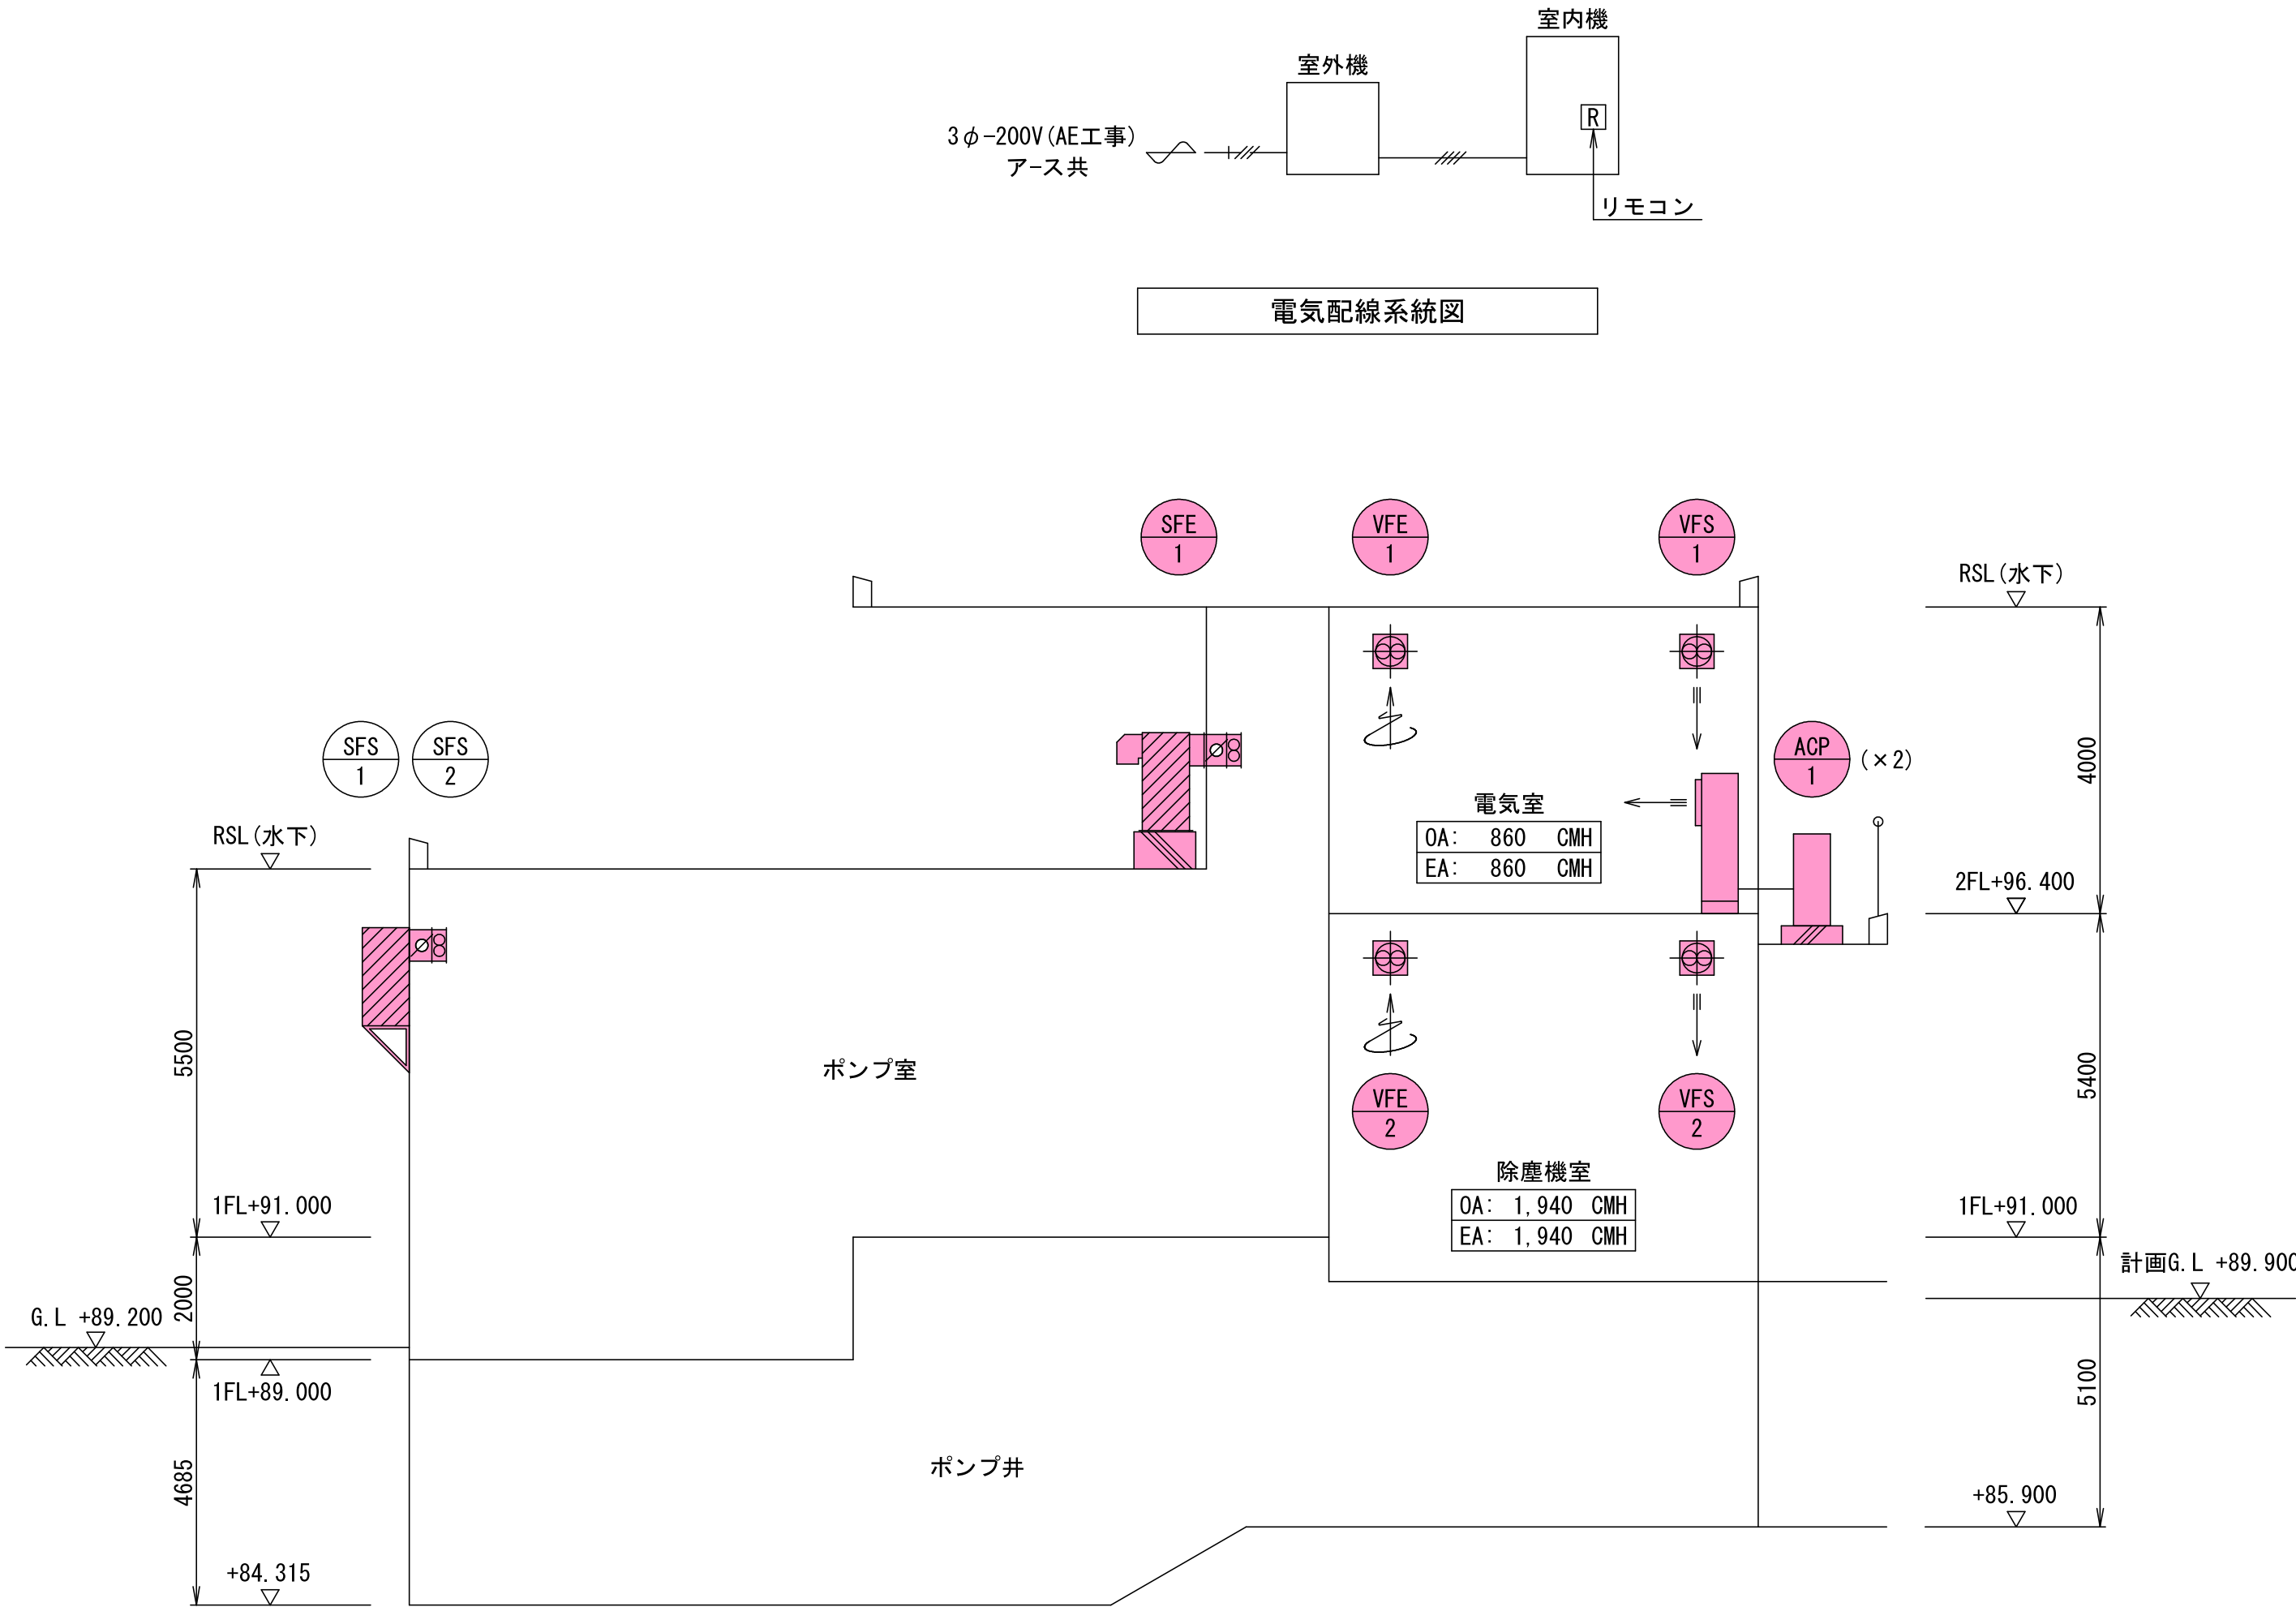 室内機
室外機
3φ-200V(AE工事)
アース共
R
リモコン
電気配線系統図
SFE
1
VFE
1
VFS
1
RSL(水下)
SFS
1
SFS
2
ACP
1
(×2)
4000
電気室
OA: 860 CMH
EA: 860 CMH
RSL(水下)
2FL+96.400
5500
ポンプ室
5400
VFE
2
VFS
2
除塵機室
OA: 1,940 CMH
EA: 1,940 CMH
1FL+91.000
1FL+91.000
計画G.L +89.900
2000
G.L +89.200
1FL+89.000
5100
4685
ポンプ井
+85.900
+84.315